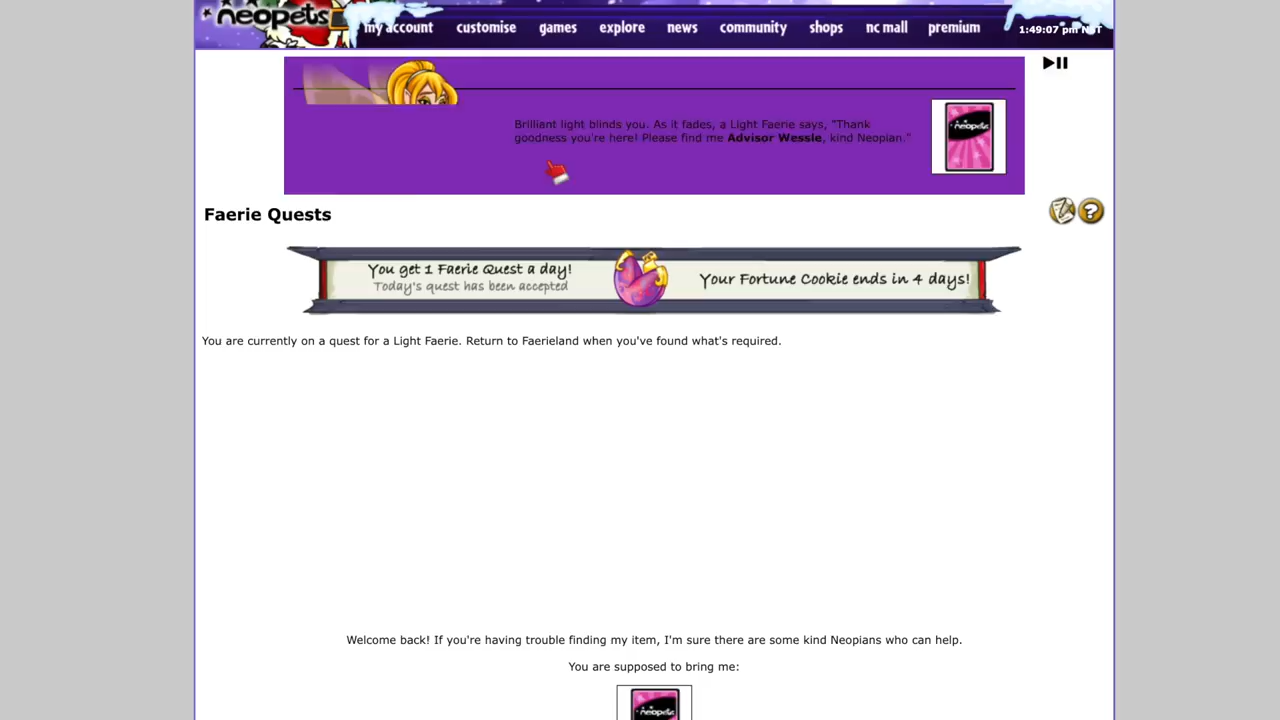 neopets
my account customise games explore news community shops nc mall premium
1:49:07 pm NST
Brilliant light blinds you. As it fades, a Light Faerie says, "Thank
goodness you're here! Please find me Advisor Wessle, kind Neopian."
neopets
Faerie Quests
You get 1 Faerie Quest a day!
Today's quest has been accepted
Your Fortune Cookie ends in 4 days!
You are currently on a quest for a Light Faerie. Return to Faerieland when you've found what's required.
Welcome back! If you're having trouble finding my item, I'm sure there are some kind Neopians who can help.
You are supposed to bring me:
neopets